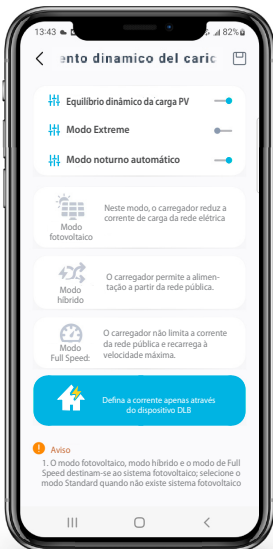 13:43
82%
ento dinamico del caric
Equilíbrio dinâmico da carga PV
Modo Extreme
Modo noturno automático
Neste modo, o carregador reduz a
corrente de carga da rede elétrica
Modo
fotovoltaico
O carregador permite a alimen-
tação a partir da rede pública.
Modo
híbrido
O carregador não limita a corrente
da rede pública e recarrega à
velocidade máxima.
Modo
Full Speed:
Defina a corrente apenas através
do dispositivo DLB
Aviso
1. O modo fotovoltaico, modo híbrido e o modo de Full
Speed destinam-se ao sistema fotovoltaico; selecione o
modo Standard quando não existe sistema fotovoltaico